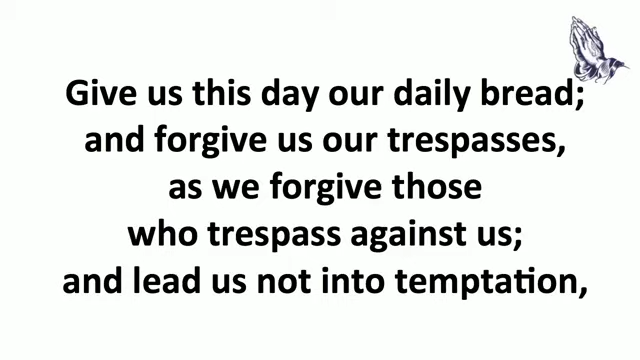 Give us this day our daily bread;
and forgive us our trespasses,
as we forgive those
who trespass against us;
and lead us not into temptation,